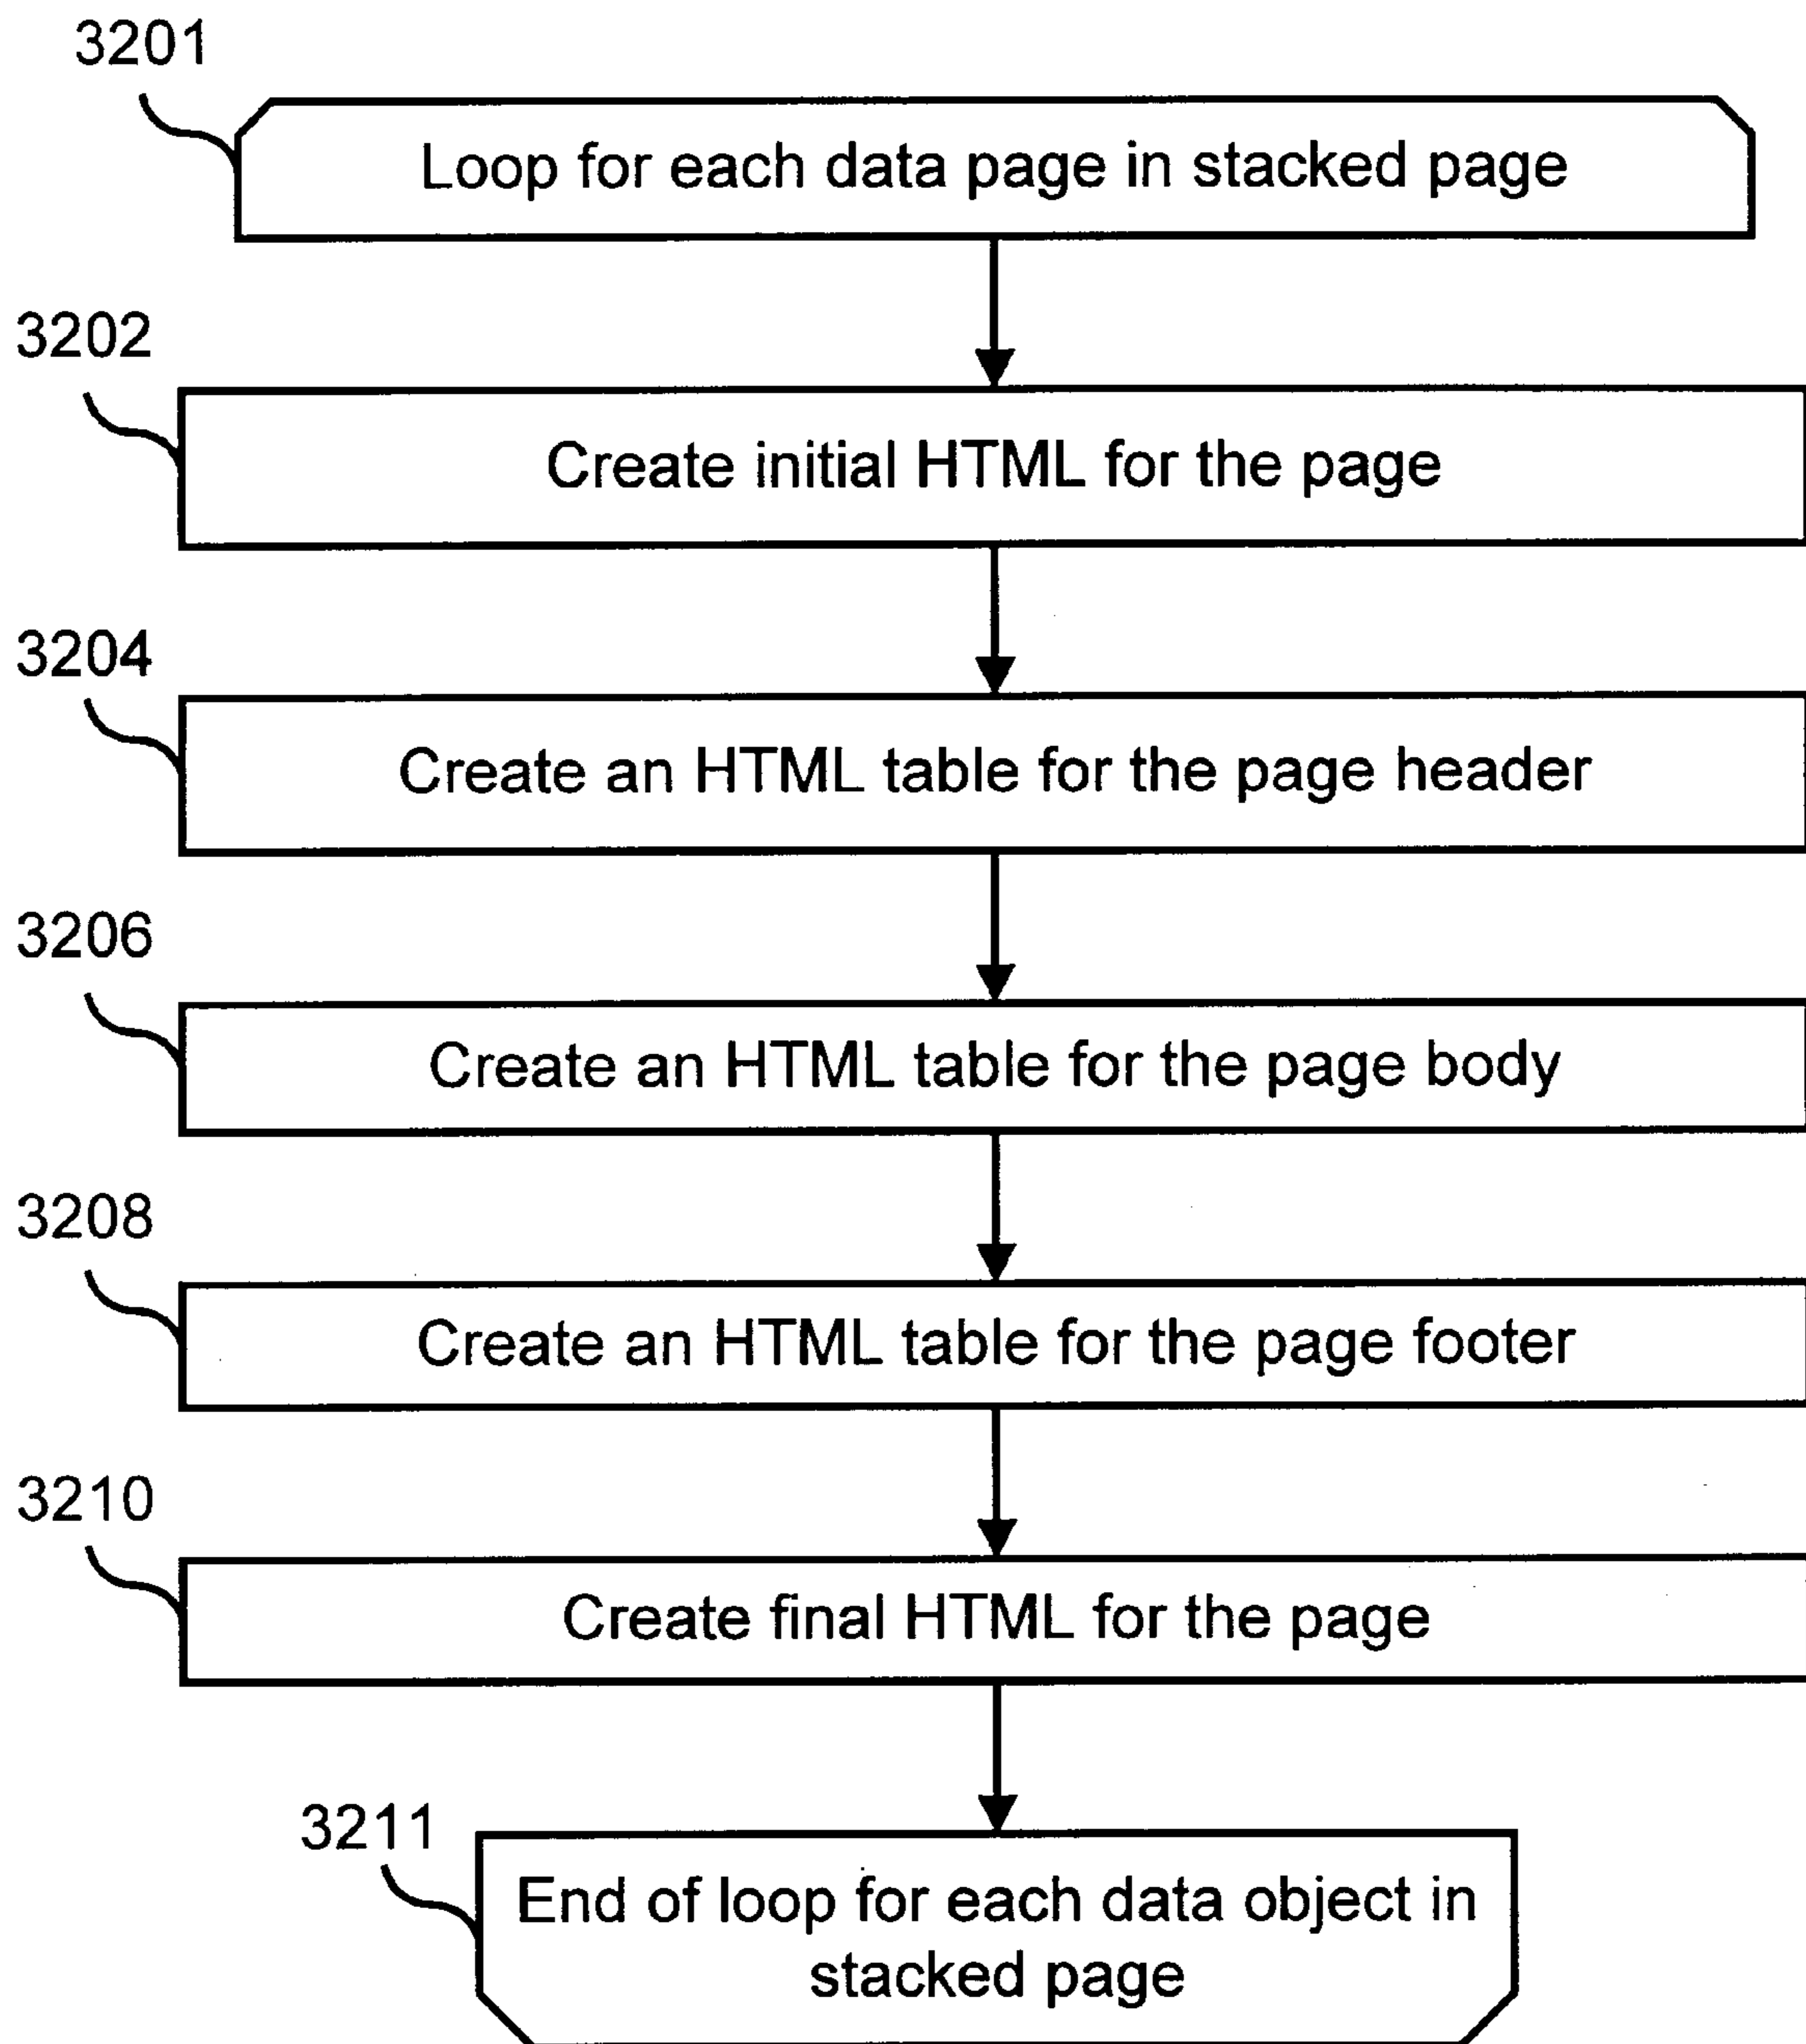 3201
Loop for each data page in stacked page
3202
Create initial HTML for the page
3204
Create an HTML table for the page header
3206
Create an HTML table for the page body
3208
Create an HTML table for the page footer
3210
Create final HTML for the page
3211
End of loop for each data object in
stacked page